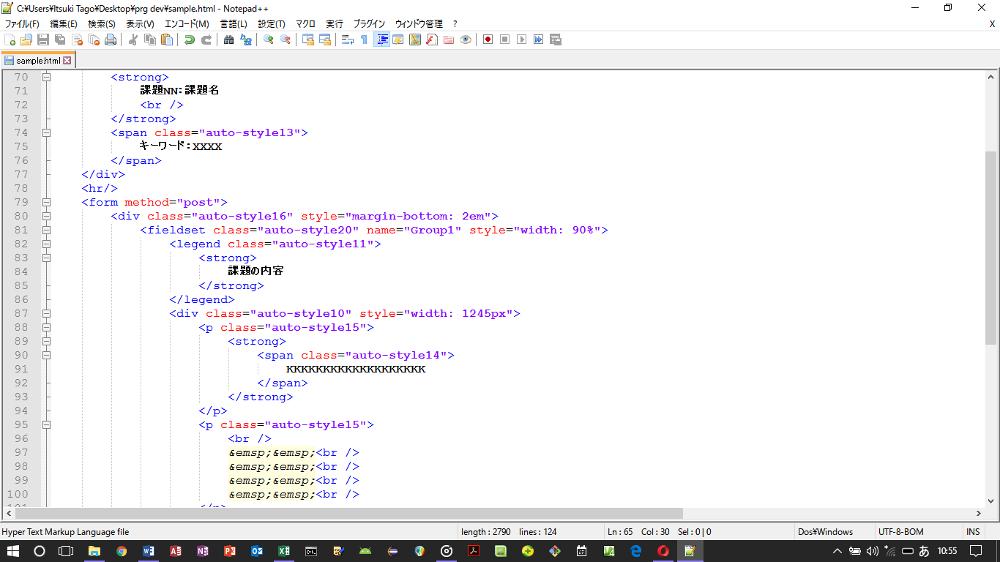 C:¥Users¥Itsuki Tago¥Desktop¥prg dev¥sample.html - Notepad++
ファイル(F) 編集(E) 検索(S) 表示(V) エンコード(M) 言語(L) 設定(T) マクロ 実行 プラグイン ウィンドウ管理 ? X
sample.html
70 <strong>
71 課題NN：課題名
72 <br />
73 </strong>
74 <span class="auto-style13">
75 キーワード：XXXX
76 </span>
77 </div>
78 <hr/>
79 <form method="post">
80 <div class="auto-style16" style="margin-bottom: 2em">
81 <fieldset class="auto-style20" name="Group1" style="width: 90%">
82 <legend class="auto-style11">
83 <strong>
84 課題の内容
85 </strong>
86 </legend>
87 <div class="auto-style10" style="width: 1245px">
88 <p class="auto-style15">
89 <strong>
90 <span class="auto-style14">
91 KKKKKKKKKKKKKKKKKKK
92 </span>
93 </strong>
94 </p>
95 <p class="auto-style15">
96 <br />
97 &emsp;&emsp;<br />
98 &emsp;&emsp;<br />
99 &emsp;&emsp;<br />
100 &emsp;&emsp;<br />
101 </p>
Hyper Text Markup Language file length : 2790 lines : 124 Ln : 65 Col : 30 Sel : 0 | 0 Dos¥Windows UTF-8-BOM INS
あ 10:55